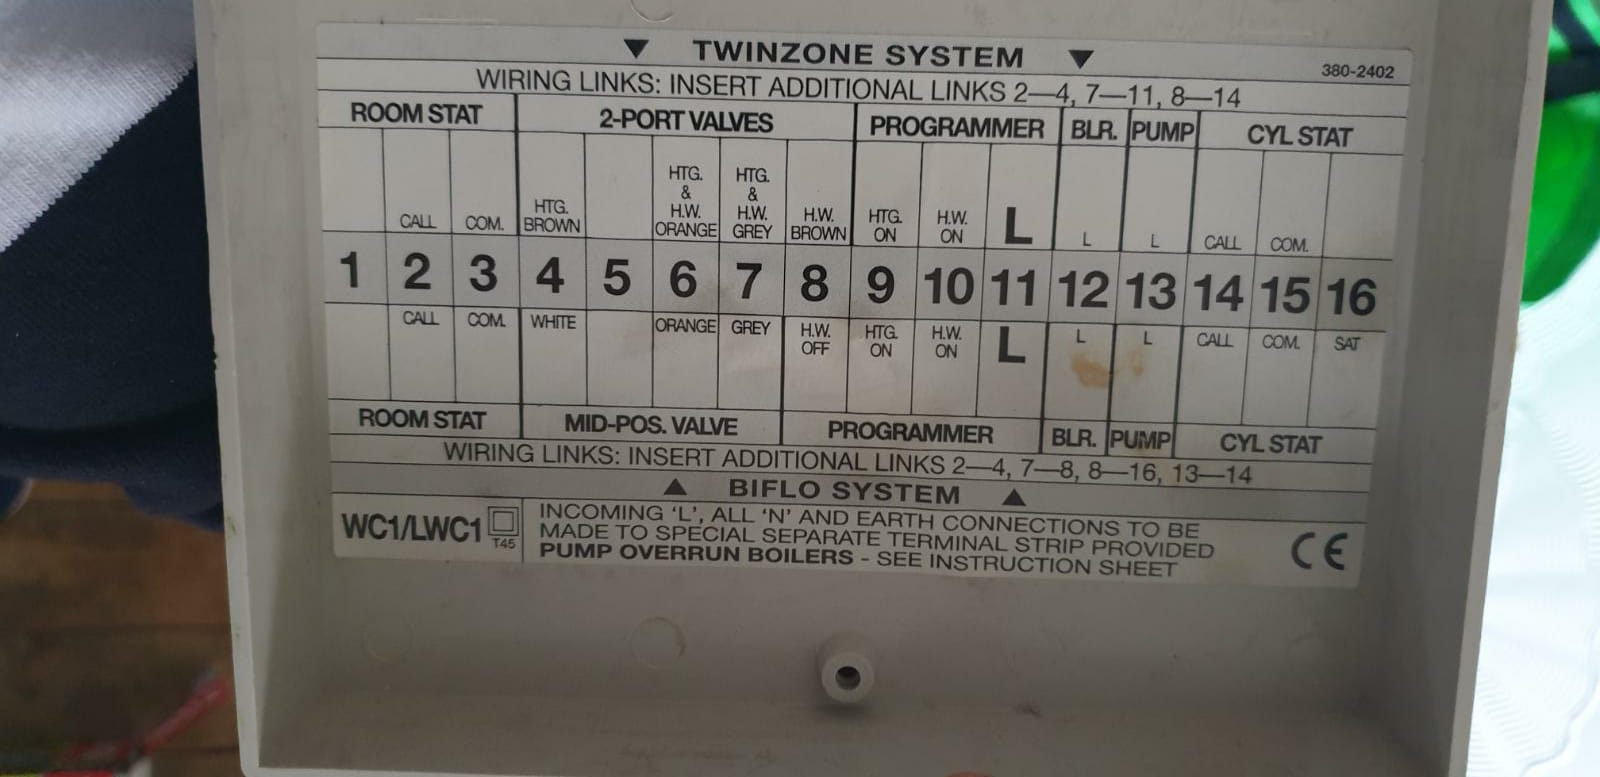 ▼ TWINZONE SYSTEM ▼
380-2402
WIRING LINKS: INSERT ADDITIONAL LINKS 2—4, 7—11, 8—14
ROOM STAT 2-PORT VALVES PROGRAMMER BLR. PUMP CYL STAT
CALL COM. HTG. BROWN HTG. & H.W. ORANGE HTG. & H.W. GREY H.W. BROWN HTG. ON H.W. ON L L L CALL COM.
1 2 3 4 5 6 7 8 9 10 11 12 13 14 15 16
CALL COM. WHITE ORANGE GREY H.W. OFF HTG. ON H.W. ON L L L CALL COM. SAT
ROOM STAT MID-POS. VALVE PROGRAMMER BLR. PUMP CYL STAT
WIRING LINKS: INSERT ADDITIONAL LINKS 2—4, 7—8, 8—16, 13—14
▲ BIFLO SYSTEM ▲
WC1/LWC1 T45
INCOMING 'L', ALL 'N' AND EARTH CONNECTIONS TO BE
MADE TO SPECIAL SEPARATE TERMINAL STRIP PROVIDED
PUMP OVERRUN BOILERS - SEE INSTRUCTION SHEET
CE